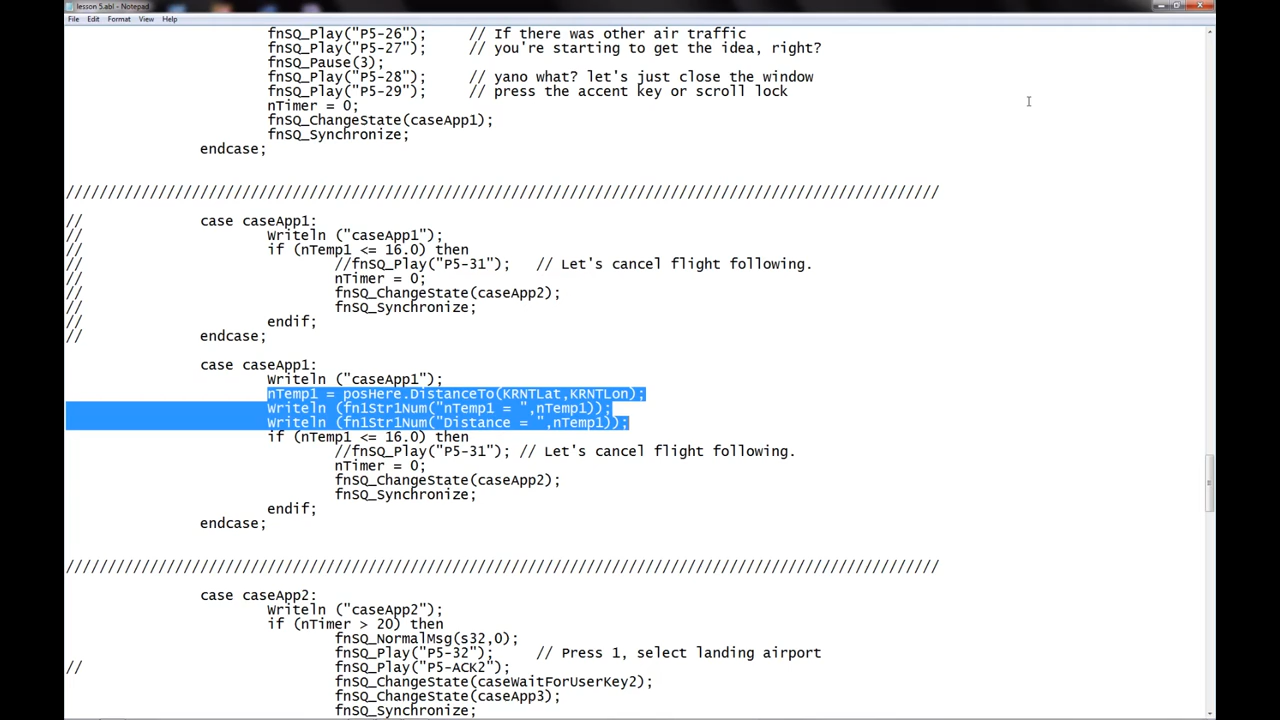 lesson 5.abl - Notepad
File Edit Format View Help
fnSQ_Play("P5-26"); // If there was other air traffic
fnSQ_Play("P5-27"); // you're starting to get the idea, right?
fnSQ_Pause(3);
fnSQ_Play("P5-28"); // yano what? let's just close the window
fnSQ_Play("P5-29"); // press the accent key or scroll lock
nTimer = 0;
fnSQ_ChangeState(caseApp1);
fnSQ_Synchronize;
endcase;
///////////////////////////////////////////////////////////////////////////////////////////////////////
// case caseApp1:
// Writeln ("caseApp1");
// if (nTemp1 <= 16.0) then
// //fnSQ_Play("P5-31"); // Let's cancel flight following.
// nTimer = 0;
// fnSQ_ChangeState(caseApp2);
// fnSQ_Synchronize;
// endif;
// endcase;
case caseApp1:
Writeln ("caseApp1");
nTemp1 = posHere.DistanceTo(KRNTLat,KRNTLon);
Writeln (fn1Str1Num("nTemp1 = ",nTemp1));
Writeln (fn1Str1Num("Distance = ",nTemp1));
if (nTemp1 <= 16.0) then
//fnSQ_Play("P5-31"); // Let's cancel flight following.
nTimer = 0;
fnSQ_ChangeState(caseApp2);
fnSQ_Synchronize;
endif;
endcase;
///////////////////////////////////////////////////////////////////////////////////////////////////////
case caseApp2:
Writeln ("caseApp2");
if (nTimer > 20) then
fnSQ_NormalMsg(s32,0);
fnSQ_Play("P5-32"); // Press 1, select landing airport
// fnSQ_Play("P5-ACK2");
fnSQ_ChangeState(caseWaitForUserKey2);
fnSQ_ChangeState(caseApp3);
fnSQ_Synchronize;